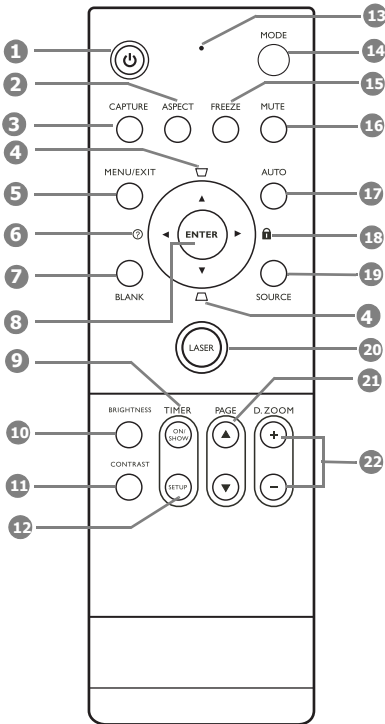 13
MODE
1
14
2
15
CAPTURE ASPECT FREEZE MUTE
3
16
4
MENU/EXIT AUTO
5
17
6
?
ENTER
18
7
19
BLANK SOURCE
8
4
LASER
20
9
21
BRIGHTNESS TIMER PAGE D.ZOOM
10
ON/
SHOW
+
CONTRAST
22
11
SETUP
−
12